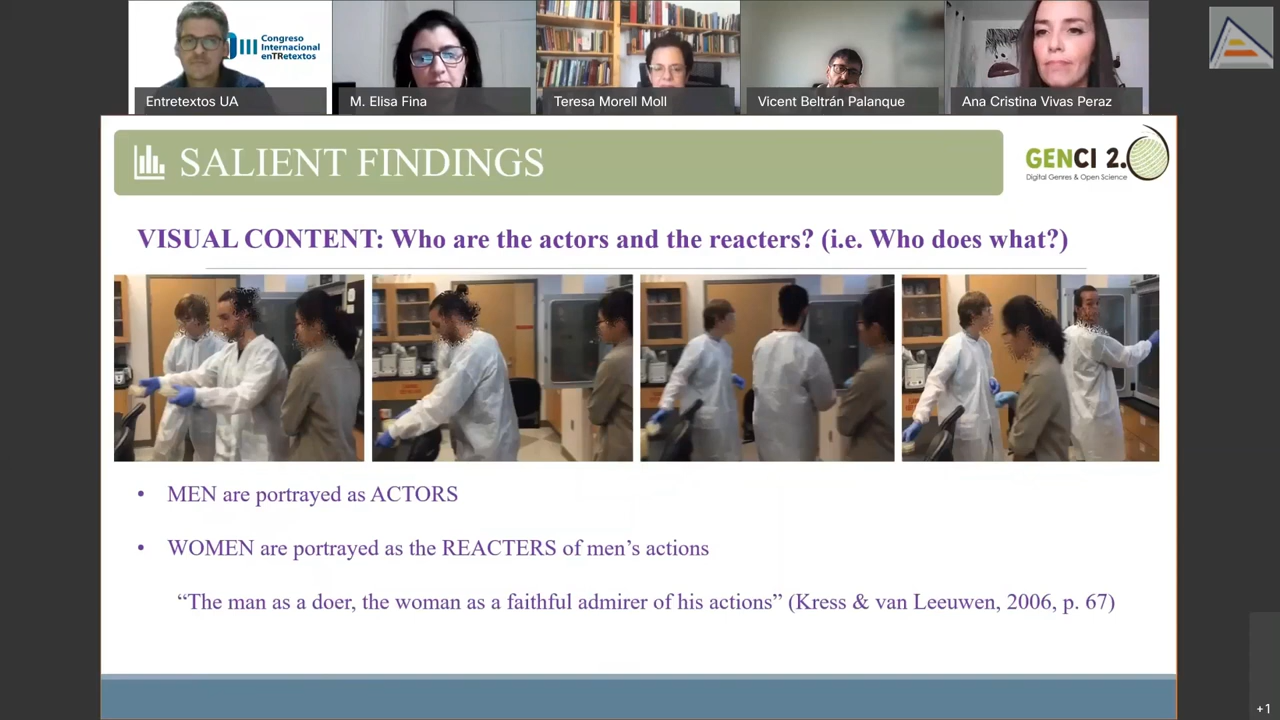 Congreso
Internacional
enTRetextos
Entretextos UA
M. Elisa Fina
Teresa Morell Moll
Vicent Beltrán Palanque
Ana Cristina Vivas Peraz
SALIENT FINDINGS
GENCI 2.
Digital Genres & Open Science
VISUAL CONTENT: Who are the actors and the reacters? (i.e. Who does what?)
• MEN are portrayed as ACTORS
• WOMEN are portrayed as the REACTERS of men’s actions
“The man as a doer, the woman as a faithful admirer of his actions” (Kress & van Leeuwen, 2006, p. 67)
+1